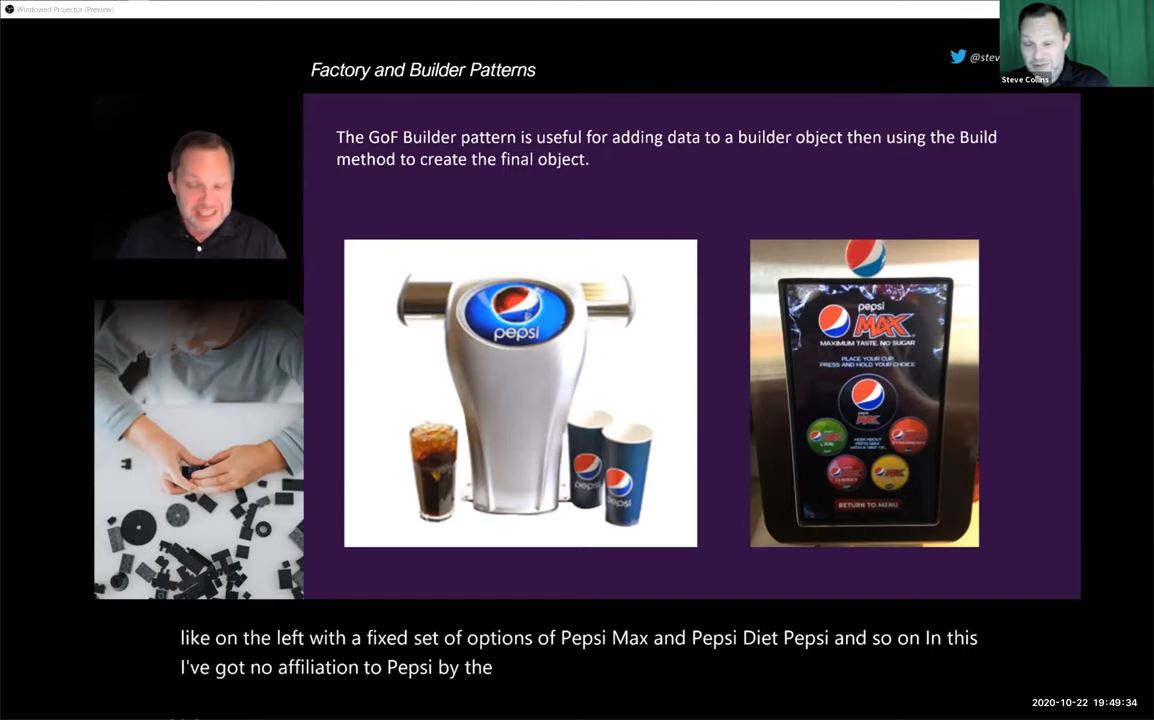 Windowed Projector (Preview)
Factory and Builder Patterns
@stev
Steve Collins
The GoF Builder pattern is useful for adding data to a builder object then using the Build
method to create the final object.
pepsi
pepsi
pepsi
pepsi
MAX
MAXIMUM TASTE. NO SUGAR
PLACE YOUR CUP
PRESS AND HOLD YOUR CHOICE
RETURN TO MENU
like on the left with a fixed set of options of Pepsi Max and Pepsi Diet Pepsi and so on In this
I've got no affiliation to Pepsi by the
2020-10-22 19:49:34